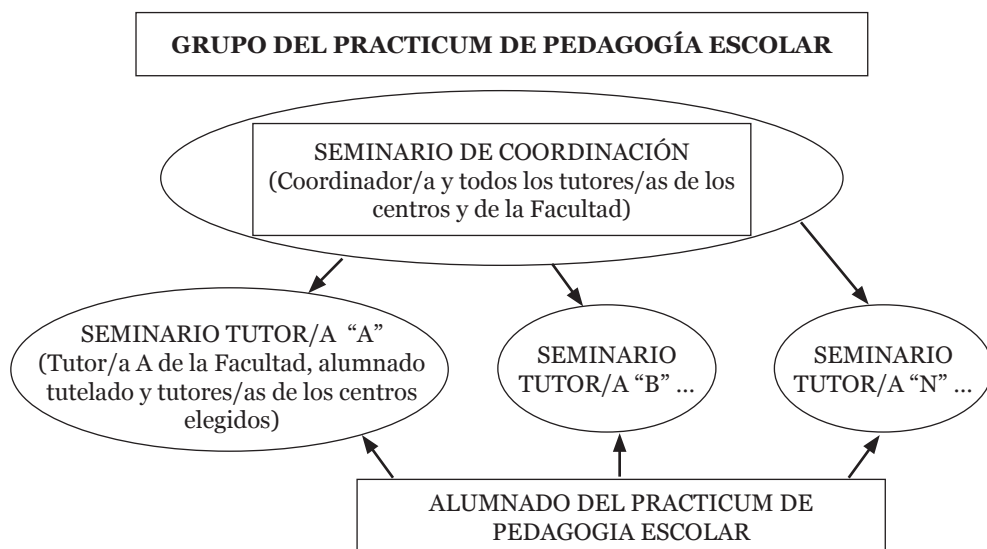 GRUPO DEL PRACTICUM DE PEDAGOGÍA ESCOLAR
SEMINARIO DE COORDINACIÓN
(Coordinador/a y todos los tutores/as de los
centros y de la Facultad)
SEMINARIO TUTOR/A “A”
(Tutor/a A de la Facultad, alumnado
tutelado y tutores/as de los centros
elegidos)
SEMINARIO
TUTOR/A “B” ...
SEMINARIO
TUTOR/A “N” ...
ALUMNADO DEL PRACTICUM DE
PEDAGOGIA ESCOLAR